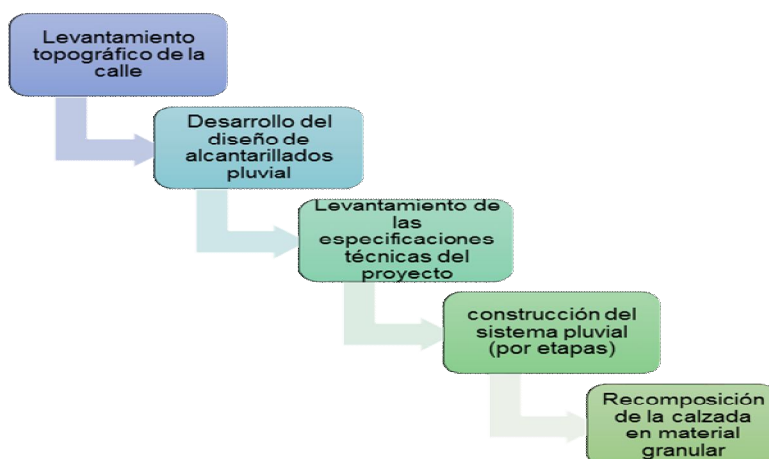 Levantamiento
topográfico de la
calle
Desarrollo del
diseño de
alcantarillados
pluvial
Levantamiento de
las
especificaciones
técnicas del
proyecto
construcción del
sistema pluvial
(por etapas)
Recomposición
de la calzada
en material
granular